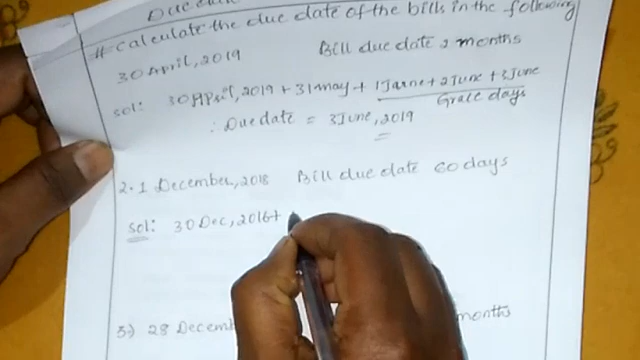 # Calculate the due date of the bills in the following
30 April, 2019 Bill due date 2 months
Sol: 30 April, 2019 + 31 May + 1 June + 2 June + 3 June
Grace days
∴ Due date = 3 June, 2019
2. 1 December, 2018 Bill due date 60 days
Sol: 30 Dec, 2018 +
3) 28 Decemb months